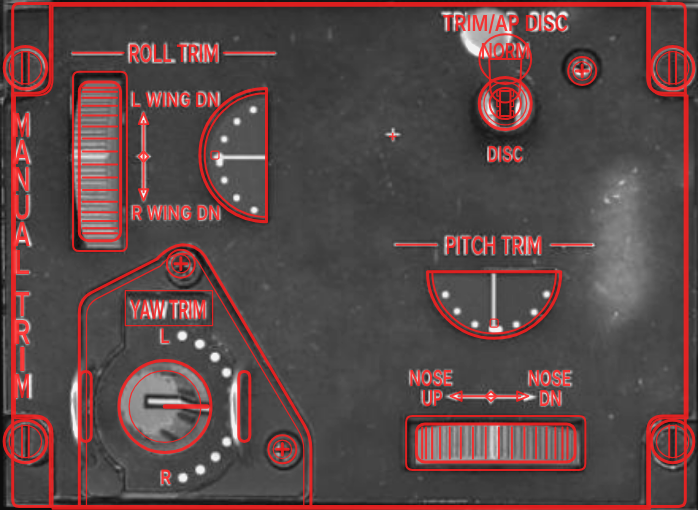 TRIM/AP DISC
NORM
DISC
ROLL TRIM
L WING DN
R WING DN
MANUAL TRIM
PITCH TRIM
YAW TRIM
L
R
NOSE UP
NOSE DN